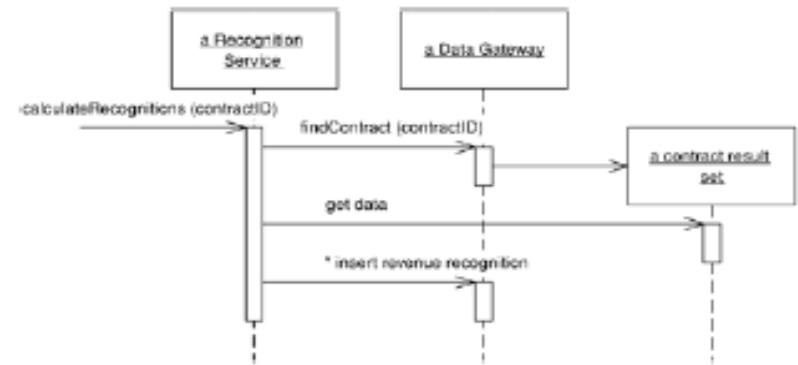 a Recognition
Service
a Data Gateway
calculateRecognitions (contractID)
findContract (contractID)
a contract result
set
get data
* insert revenue recognition